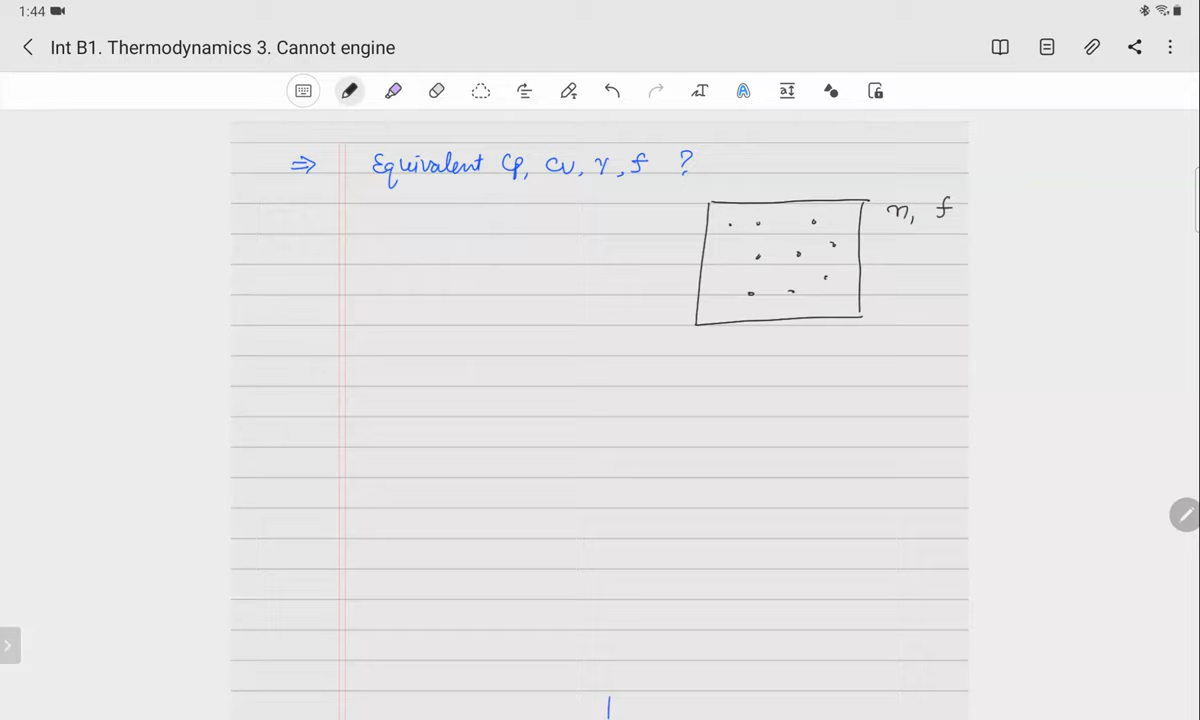 1:44
Int B1. Thermodynamics 3. Cannot engine
⇒ Equivalent Cp, Cv, γ, f ?
n, f